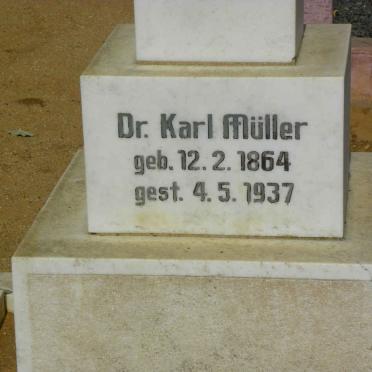 Dr. Karl Müller
geb. 12. 2. 1864
gest. 4. 5. 1937